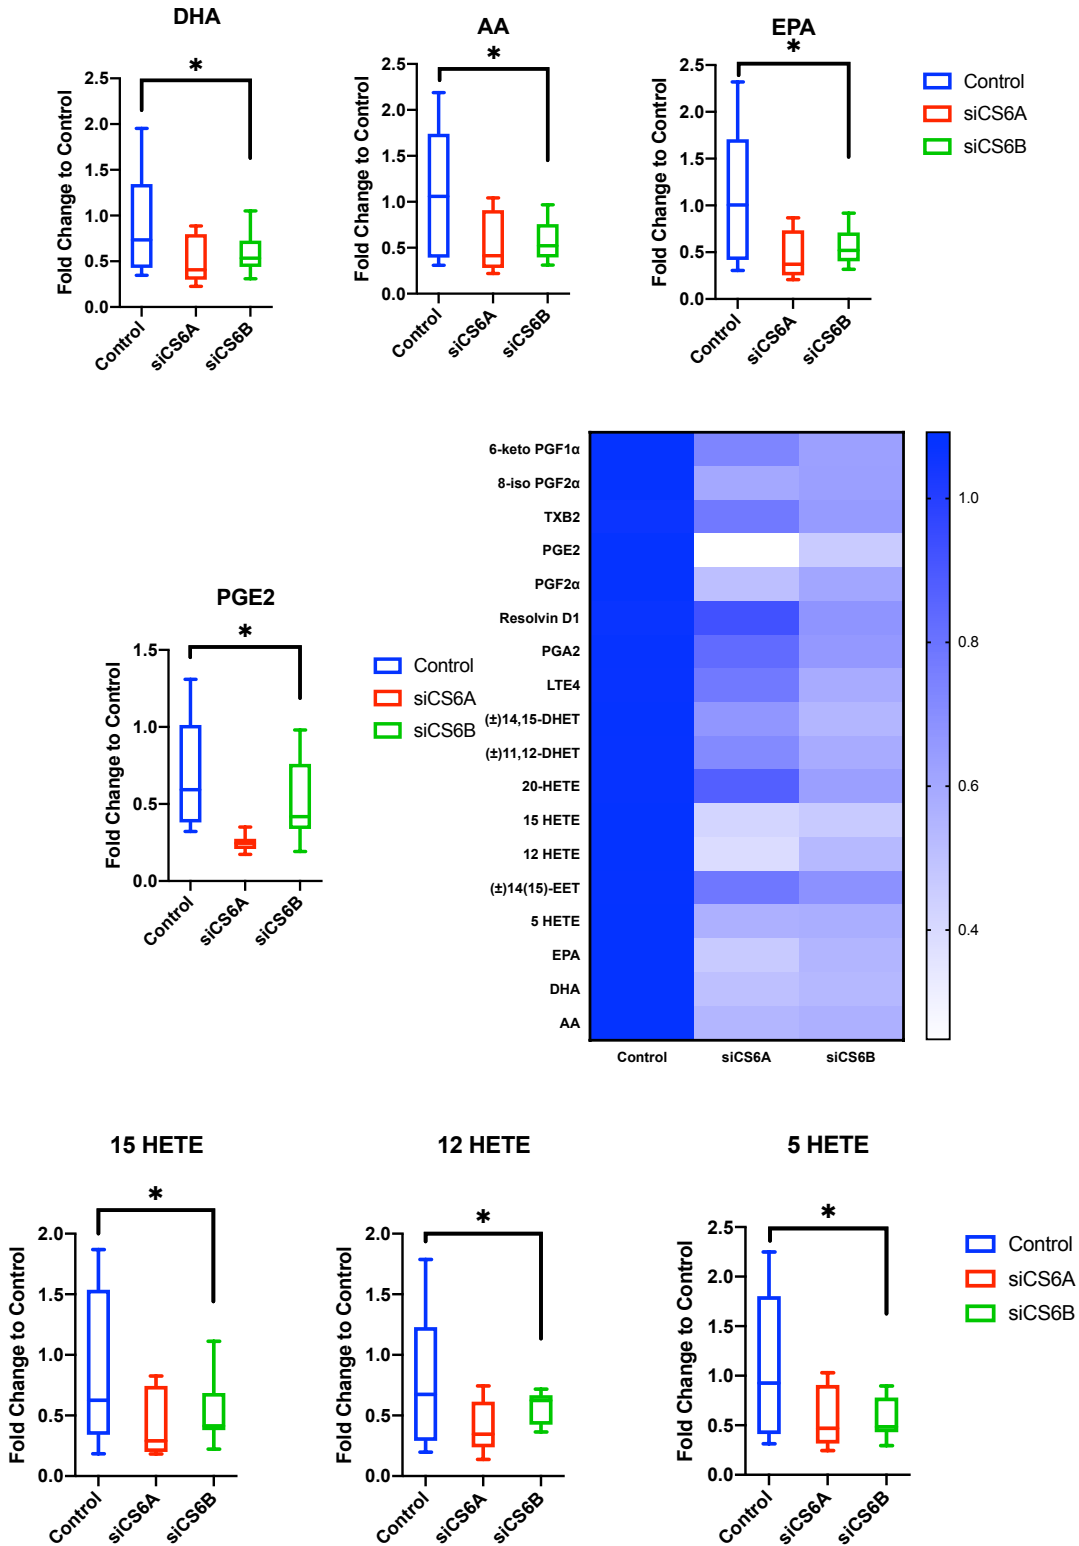 DHA
*
Fold Change to Control
2.5
2.0
1.5
1.0
0.5
0.0
Control
siCS6A
siCS6B
AA
*
Fold Change to Control
2.5
2.0
1.5
1.0
0.5
0.0
Control
siCS6A
siCS6B
EPA
*
Fold Change to Control
2.5
2.0
1.5
1.0
0.5
0.0
Control
siCS6A
siCS6B
Control
siCS6A
siCS6B
PGE2
*
Fold Change to Control
1.5
1.0
0.5
0.0
Control
siCS6A
siCS6B
Control
siCS6A
siCS6B
6-keto PGF1α
8-iso PGF2α
TXB2
PGE2
PGF2α
Resolvin D1
PGA2
LTE4
(±)14,15-DHET
(±)11,12-DHET
20-HETE
15 HETE
12 HETE
(±)14(15)-EET
5 HETE
EPA
DHA
AA
Control
siCS6A
siCS6B
1.0
0.8
0.6
0.4
15 HETE
*
Fold Change to Control
2.0
1.5
1.0
0.5
0.0
Control
siCS6A
siCS6B
12 HETE
*
Fold Change to Control
2.0
1.5
1.0
0.5
0.0
Control
siCS6A
siCS6B
5 HETE
*
Fold Change to Control
2.5
2.0
1.5
1.0
0.5
0.0
Control
siCS6A
siCS6B
Control
siCS6A
siCS6B